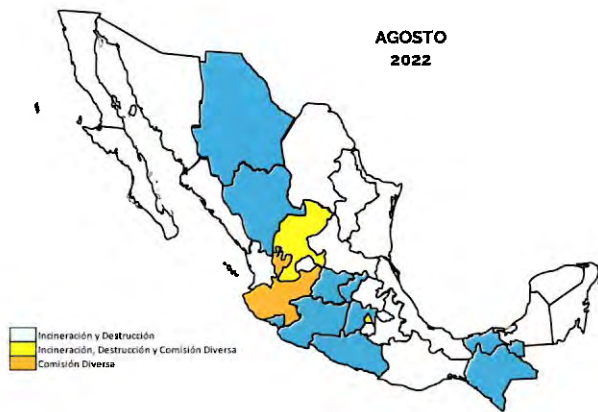 AGOSTO
2022
Incineración y Destrucción
Incineración, Destrucción y Comisión Diversa
Comisión Diversa